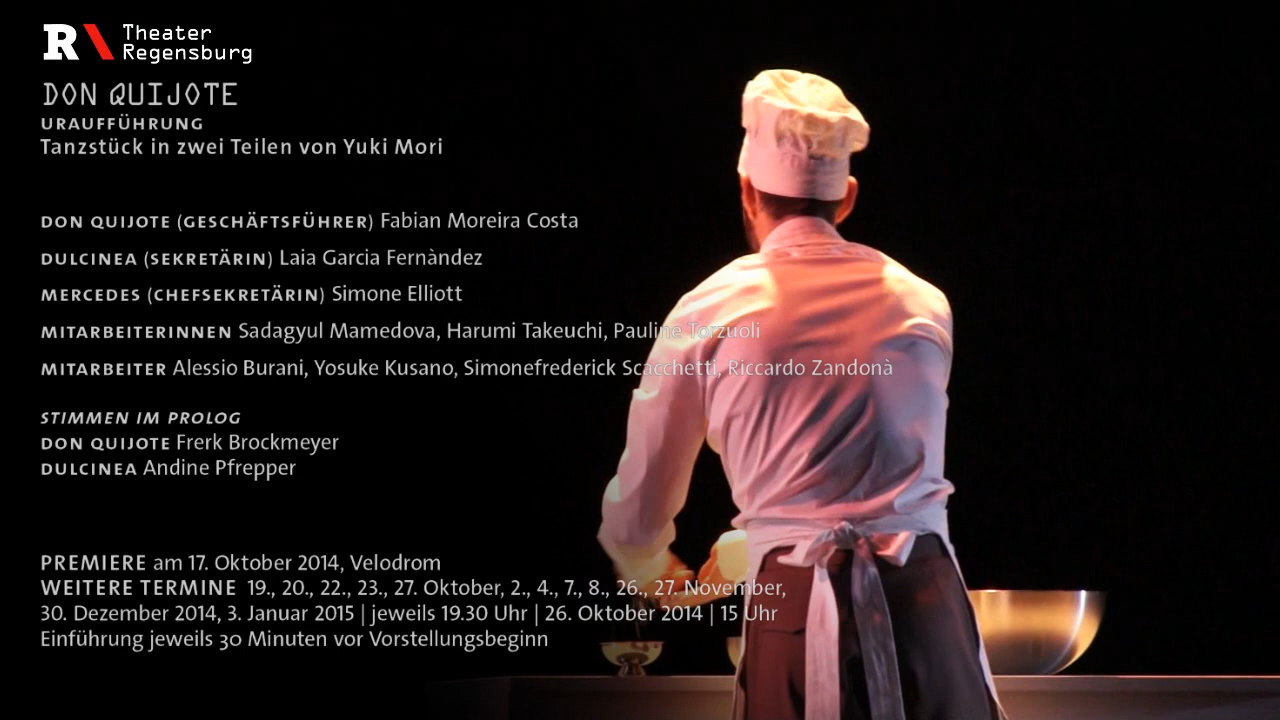 R\ Theater
Regensburg
DON QUIJOTE
URAUFFÜHRUNG
Tanzstück in zwei Teilen von Yuki Mori
DON QUIJOTE (GESCHÄFTSFÜHRER) Fabian Moreira Costa
DULCINEA (SEKRETÄRIN) Laia Garcia Fernàndez
MERCEDES (CHEFSEKRETÄRIN) Simone Elliott
MITARBEITERINNEN Sadagyul Mamedova, Harumi Takeuchi, Pauline Torzuoli
MITARBEITER Alessio Burani, Yosuke Kusano, Simonefrederick Scacchetti, Riccardo Zandonà
STIMMEN IM PROLOG
DON QUIJOTE Frerk Brockmeyer
DULCINEA Andine Pfrepper
PREMIERE am 17. Oktober 2014, Velodrom
WEITERE TERMINE 19., 20., 22., 23., 27. Oktober, 2., 4., 7., 8., 26., 27. November,
30. Dezember 2014, 3. Januar 2015 | jeweils 19.30 Uhr | 26. Oktober 2014 | 15 Uhr
Einführung jeweils 30 Minuten vor Vorstellungsbeginn